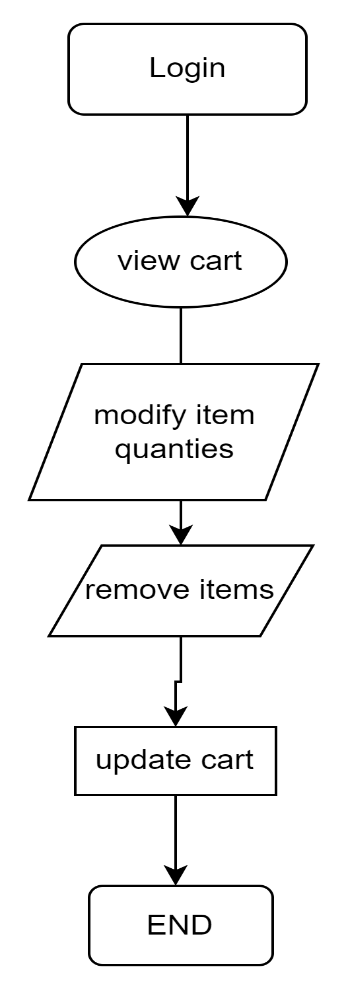 Login
view cart
modify item
quanties
remove items
update cart
END